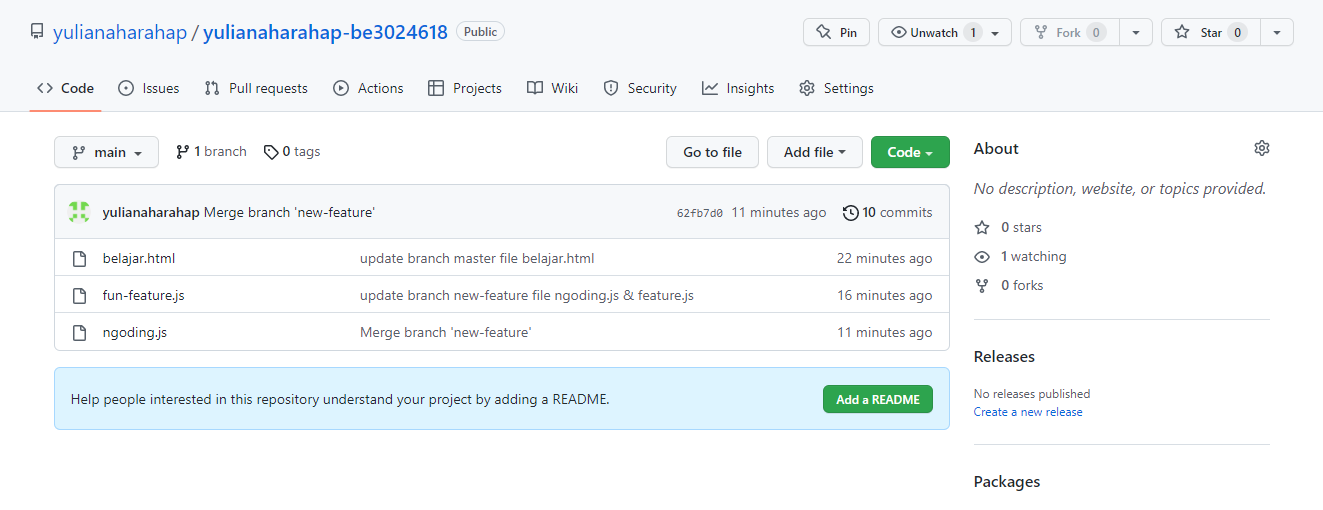 yulianaharahap / yulianaharahap-be3024618 Public Pin Unwatch 1 Fork 0 Star 0
Code Issues Pull requests Actions Projects Wiki Security Insights Settings
main 1 branch 0 tags Go to file Add file Code
yulianaharahap Merge branch 'new-feature' 62fb7d0 11 minutes ago 10 commits
belajar.html update branch master file belajar.html 22 minutes ago
fun-feature.js update branch new-feature file ngoding.js & feature.js 16 minutes ago
ngoding.js Merge branch 'new-feature' 11 minutes ago
Help people interested in this repository understand your project by adding a README. Add a README
About
No description, website, or topics provided.
0 stars
1 watching
0 forks
Releases
No releases published
Create a new release
Packages